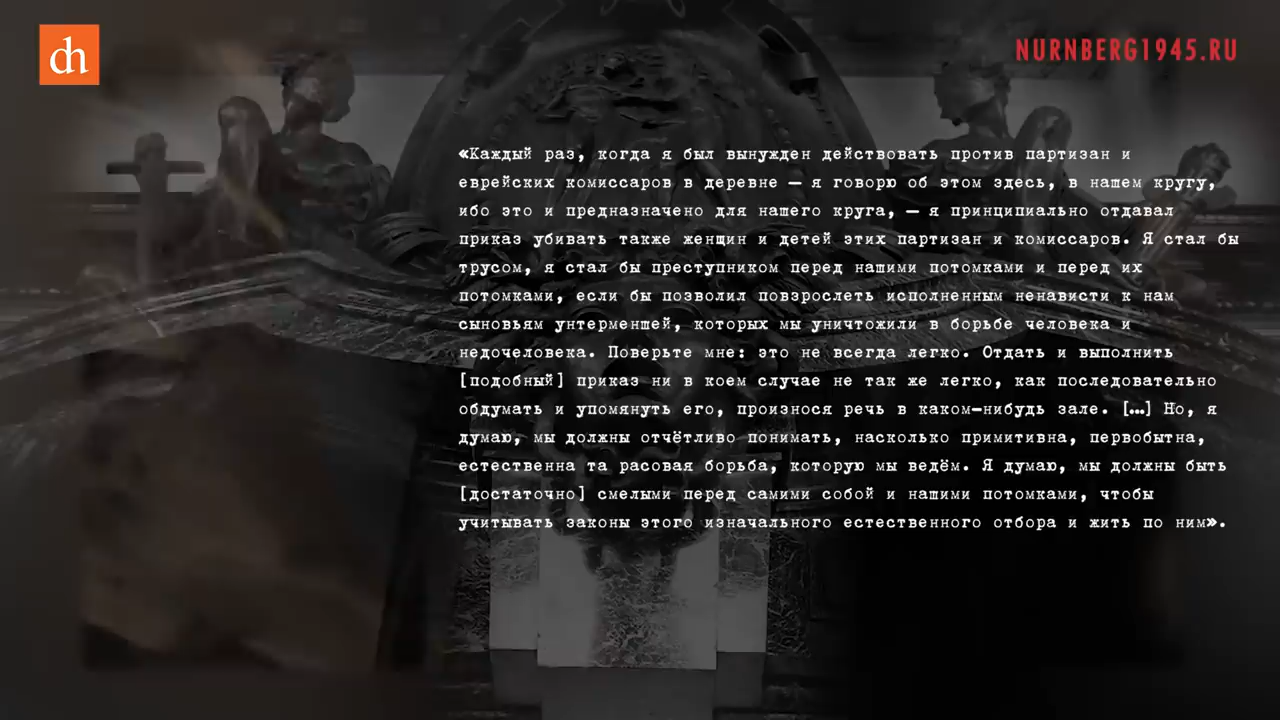 dh
NURNBERG1945.RU
«Каждый раз, когда я был вынужден действовать против партизан и
еврейских комиссаров в деревне — я говорю об этом здесь, в нашем кругу,
ибо это и предназначено для нашего круга, — я принципиально отдавал
приказ убивать также женщин и детей этих партизан и комиссаров. Я стал бы
трусом, я стал бы преступником перед нашими потомками и перед их
потомками, если бы позволил повзрослеть исполненным ненависти к нам
сыновьям унтерменшей, которых мы уничтожили в борьбе человека и
недочеловека. Поверьте мне: это не всегда легко. Отдать и выполнить
[подобный] приказ ни в коем случае не так же легко, как последовательно
обдумать и упомянуть его, произнося речь в каком-нибудь зале. […] Но, я
думаю, мы должны отчётливо понимать, насколько примитивна, первобытна,
естественна та расовая борьба, которую мы ведём. Я думаю, мы должны быть
[достаточно] смелыми перед самими собой и нашими потомками, чтобы
учитывать законы этого изначального естественного отбора и жить по ним».